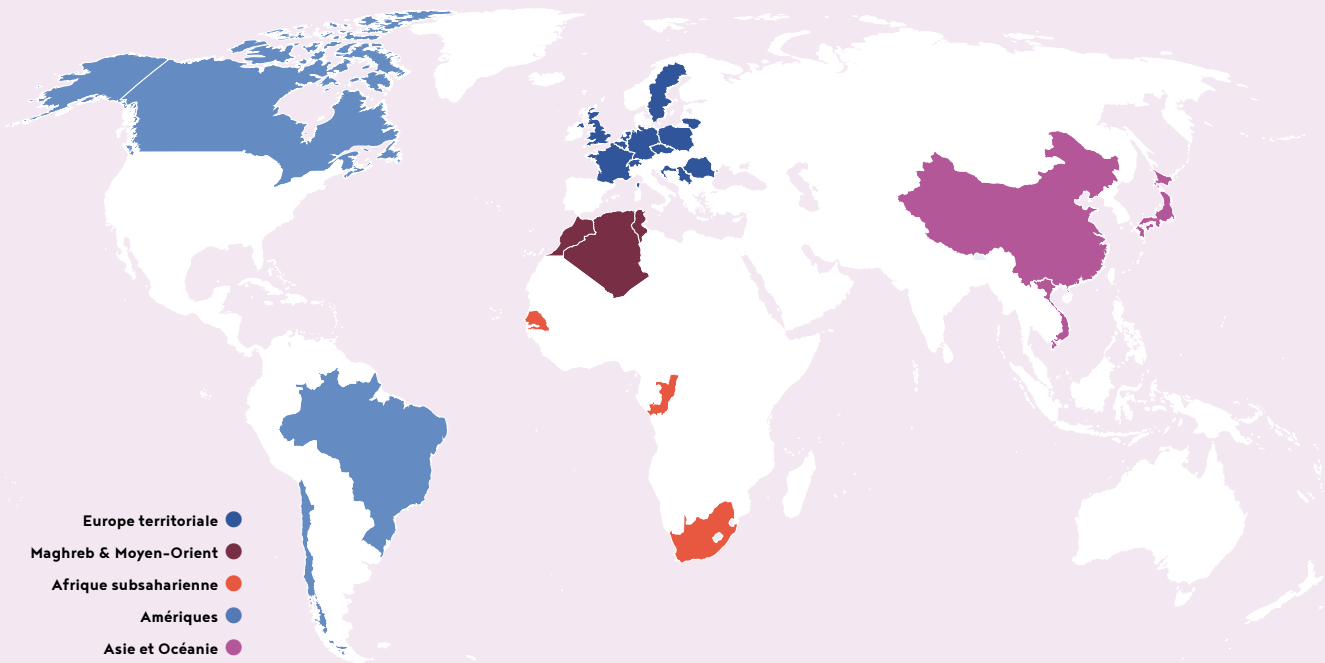 Europe territoriale
Maghreb & Moyen-Orient
Afrique subsaharienne
Amériques
Asie et Océanie